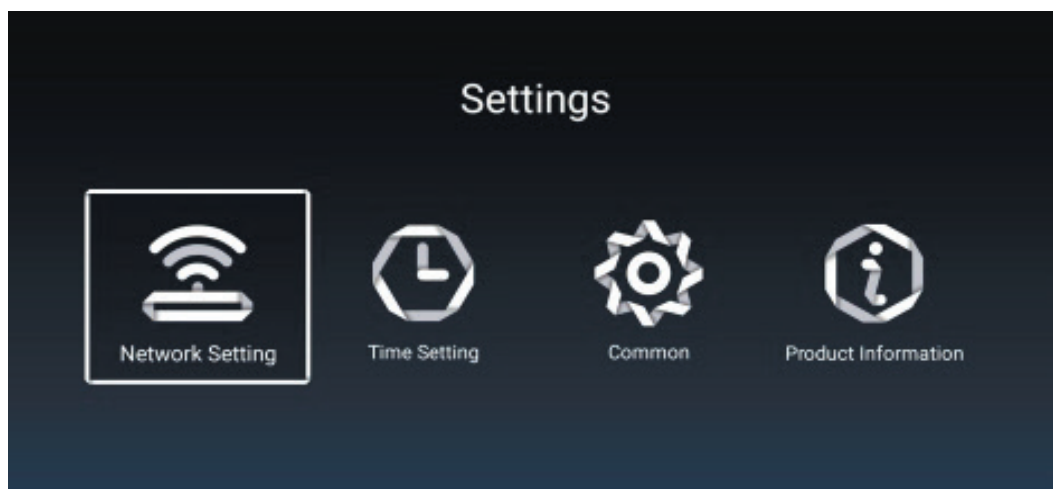 Settings
Network Setting
Time Setting
Common
Product Information